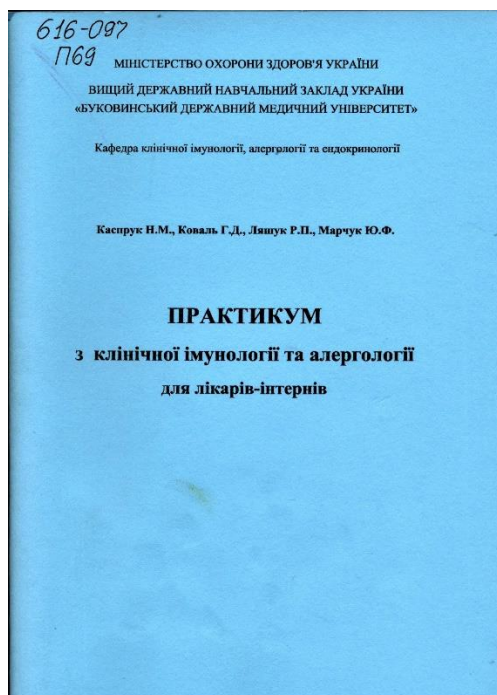 616-097
П69
МІНІСТЕРСТВО ОХОРОНИ ЗДОРОВ'Я УКРАЇНИ
ВИЩИЙ ДЕРЖАВНИЙ НАВЧАЛЬНИЙ ЗАКЛАД УКРАЇНИ
«БУКОВИНСЬКИЙ ДЕРЖАВНИЙ МЕДИЧНИЙ УНІВЕРСИТЕТ»
Кафедра клінічної імунології, алергології та ендокринології
Каспрук Н.М., Коваль Г.Д., Ляшук Р.П., Марчук Ю.Ф.
ПРАКТИКУМ
з клінічної імунології та алергології
для лікарів-інтернів